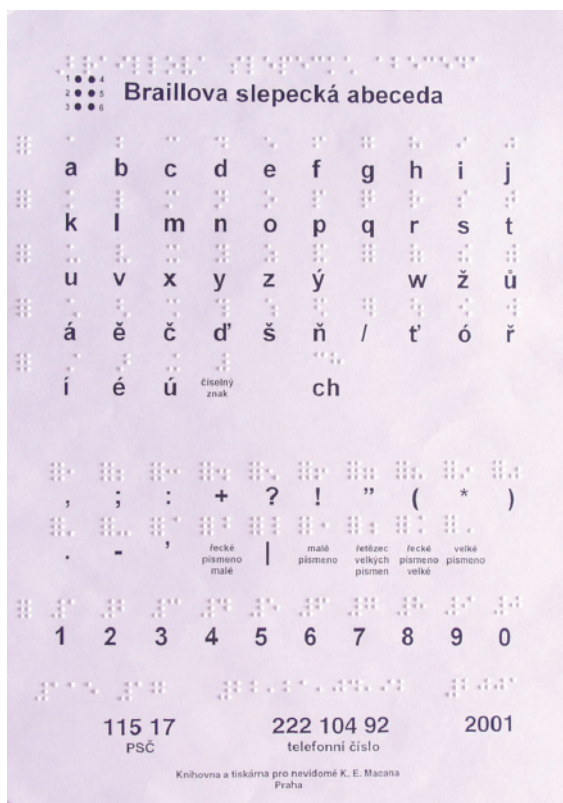 1 4
2 5
3 6
Braillova slepecká abeceda
a b c d e f g h i j
k l m n o p q r s t
u v x y z ý w ž ů
á ě č ď š ň / ť ó ř
í é ú číselný znak ch
, ; : + ? ! ” ( * )
. - ’ řecké písmeno malé | malé písmeno řetězec velkých písmen řecké písmeno velké velké písmeno
1 2 3 4 5 6 7 8 9 0
115 17 222 104 92 2001
PSČ telefonní číslo
Knihovna a tiskárna pro nevidomé K. E. Macana
Praha